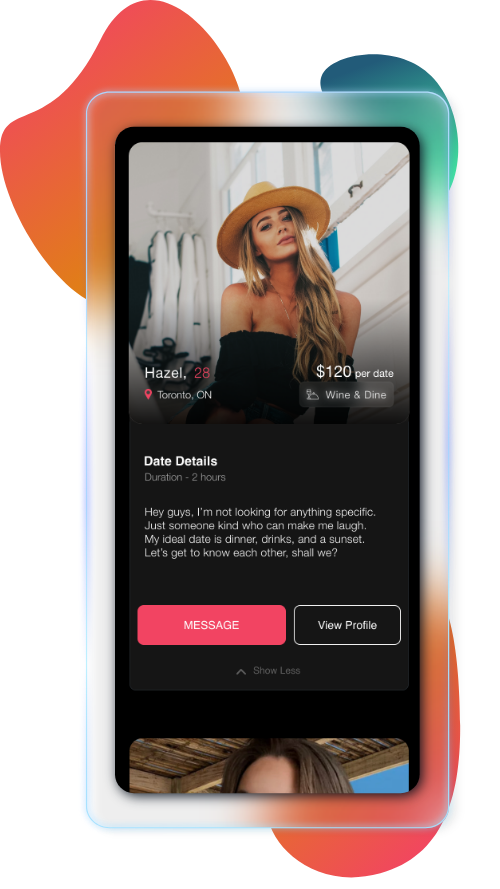 Hazel, 28
$120 per date
Toronto, ON
Wine & Dine
Date Details
Duration - 2 hours
Hey guys, I'm not looking for anything specific.
Just someone kind who can make me laugh.
My ideal date is dinner, drinks, and a sunset.
Let's get to know each other, shall we?
MESSAGE
View Profile
Show Less